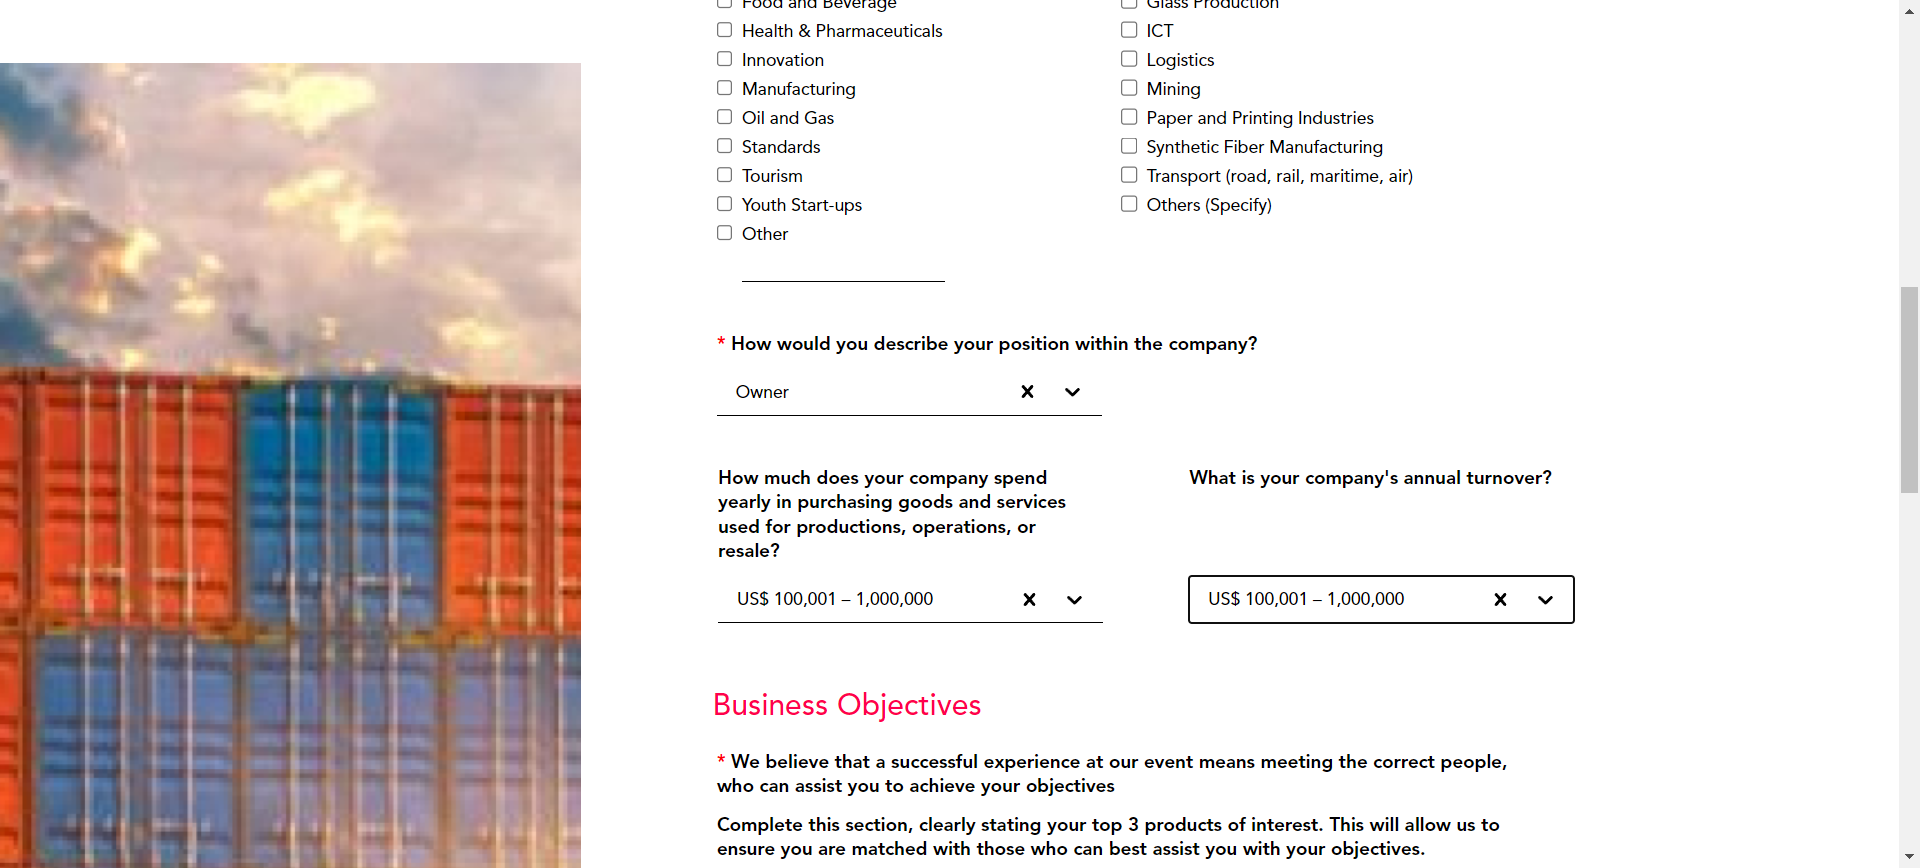 Food and Beverage
Glass Production
Health & Pharmaceuticals
ICT
Innovation
Logistics
Manufacturing
Mining
Oil and Gas
Paper and Printing Industries
Standards
Synthetic Fiber Manufacturing
Tourism
Transport (road, rail, maritime, air)
Youth Start-ups
Others (Specify)
Other
* How would you describe your position within the company?
Owner
How much does your company spend
yearly in purchasing goods and services
used for productions, operations, or
resale?
US$ 100,001 – 1,000,000
What is your company's annual turnover?
US$ 100,001 – 1,000,000
Business Objectives
* We believe that a successful experience at our event means meeting the correct people,
who can assist you to achieve your objectives
Complete this section, clearly stating your top 3 products of interest. This will allow us to
ensure you are matched with those who can best assist you with your objectives.